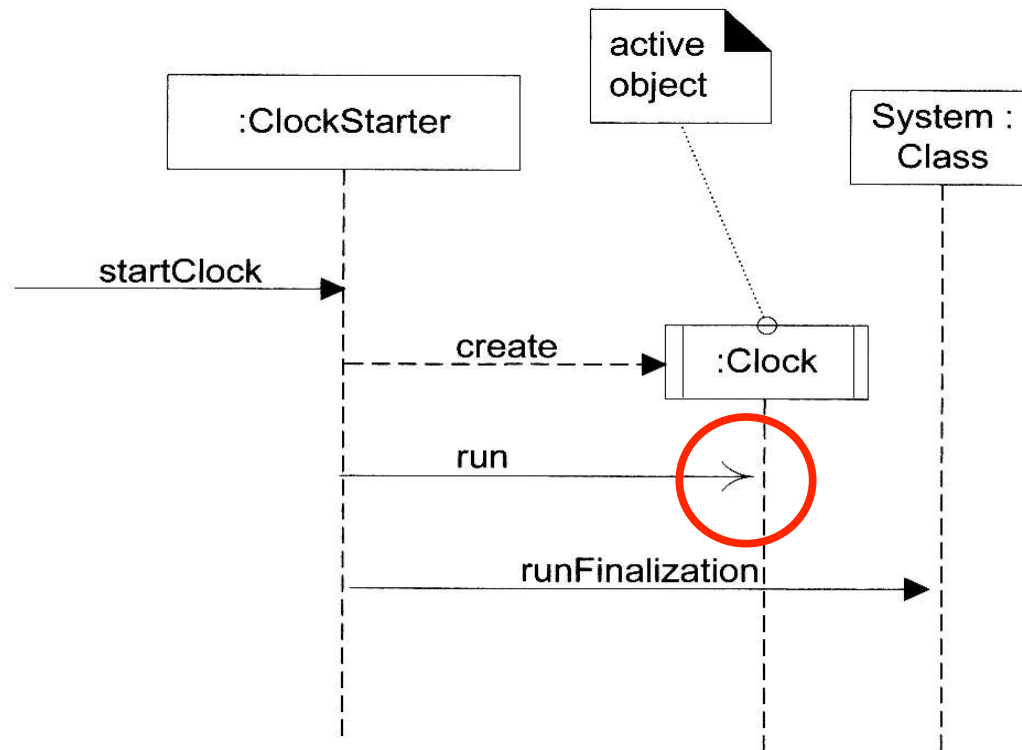 active
object
:ClockStarter
System :
Class
startClock
create
:Clock
run
runFinalization